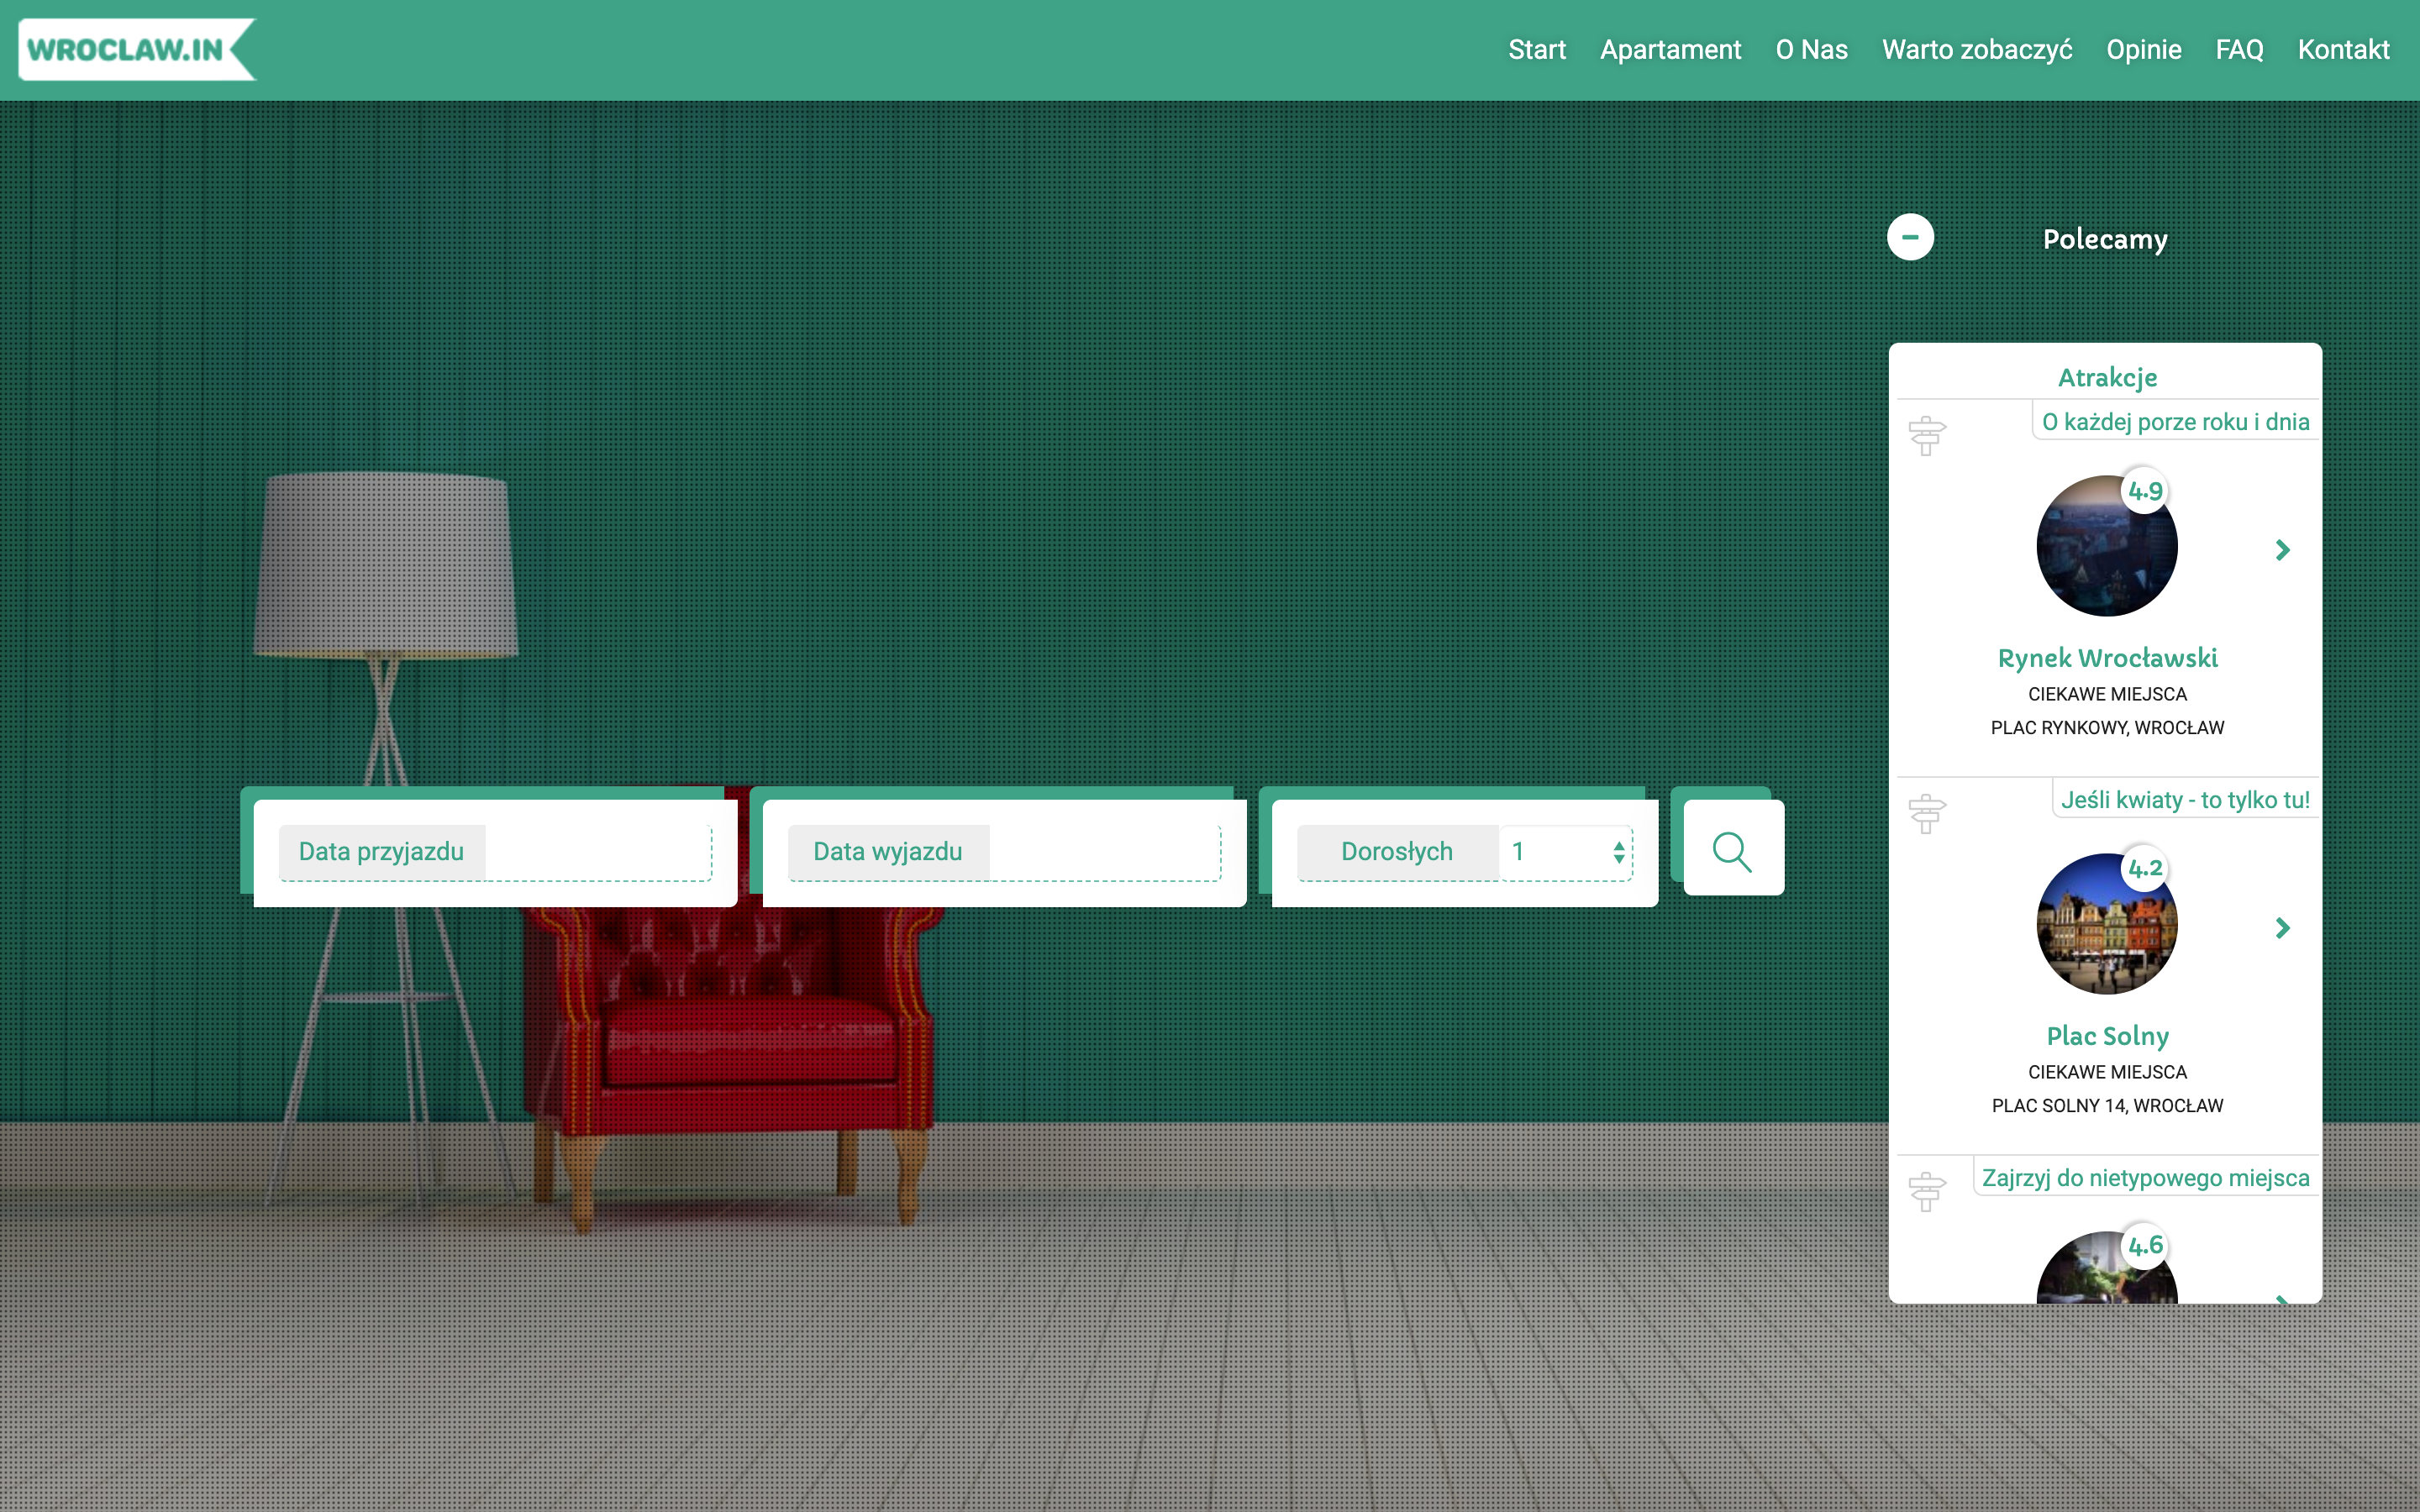 WROCLAW.IN
Start Apartament O Nas Warto zobaczyć Opinie FAQ Kontakt
Polecamy
Atrakcje
O każdej porze roku i dnia
4.9
Rynek Wrocławski
CIEKAWE MIEJSCA
PLAC RYNKOWY, WROCŁAW
Jeśli kwiaty - to tylko tu!
4.2
Plac Solny
CIEKAWE MIEJSCA
PLAC SOLNY 14, WROCŁAW
Zajrzyj do nietypowego miejsca
4.6
Data przyjazdu
Data wyjazdu
Dorosłych 1